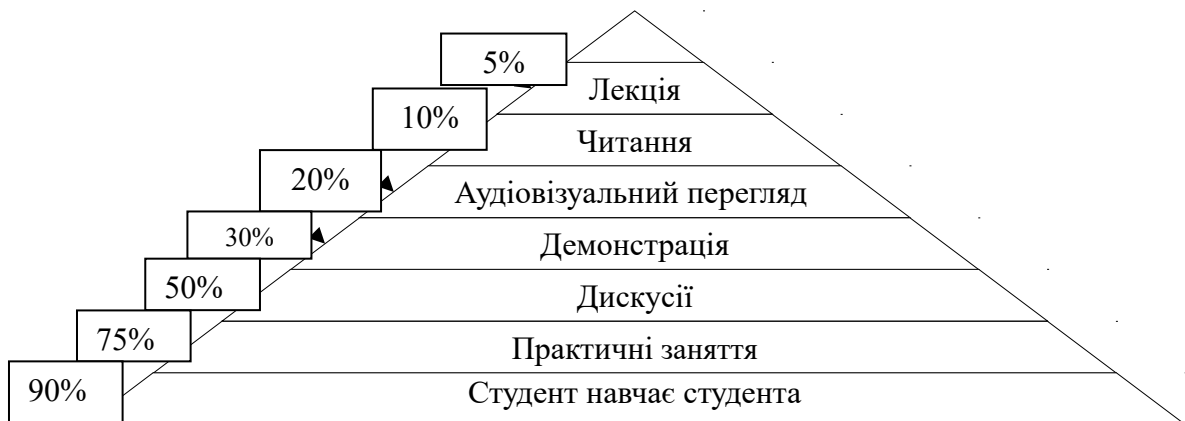 5%
Лекція
10%
Читання
20%
Аудіовізуальний перегляд
30%
Демонстрація
50%
Дискусії
75%
Практичні заняття
90%
Студент навчає студента